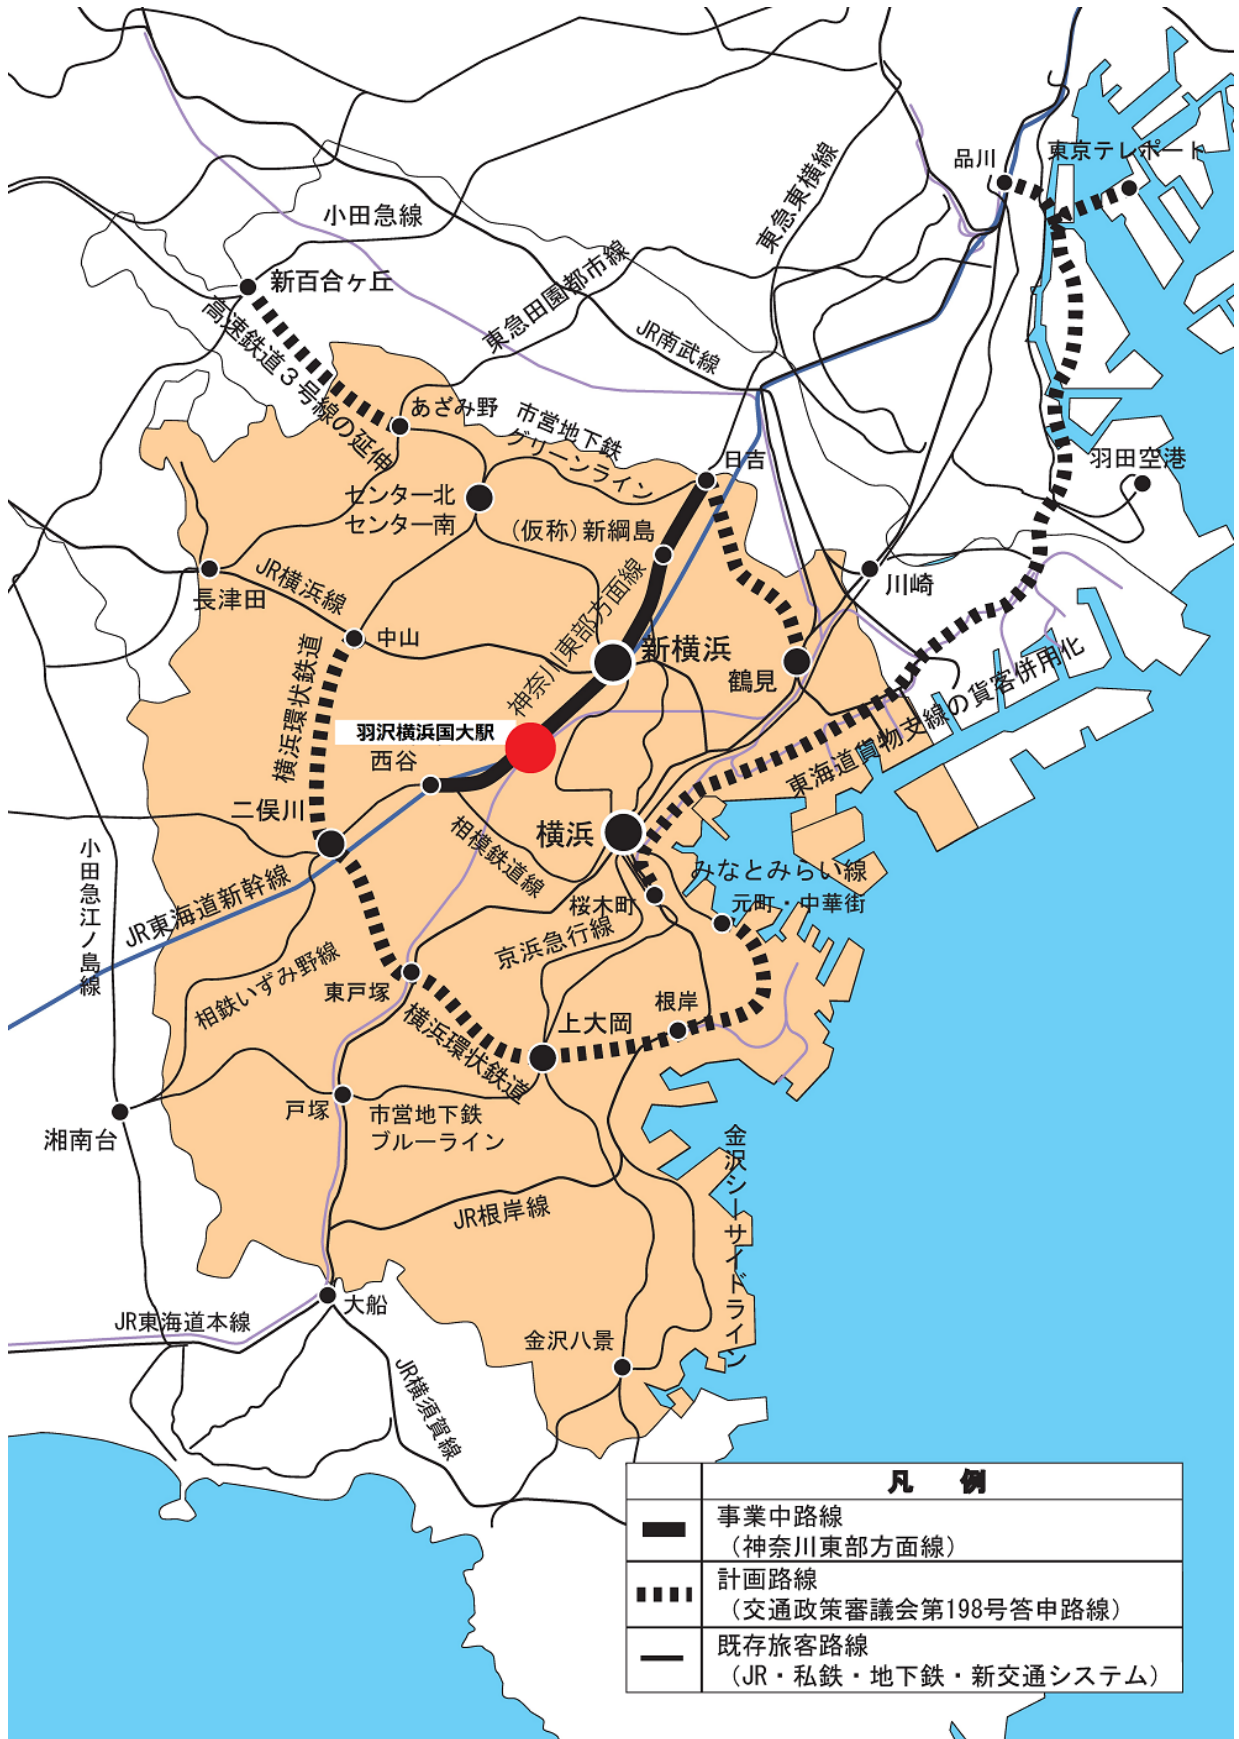 品川
東京テレポート
東急東横線
小田急線
新百合ヶ丘
東急田園都市線
高速鉄道３号線の延伸
JR南武線
あざみ野
市営地下鉄
グリーンライン
日吉
羽田空港
センター北
センター南
(仮称)新綱島
川崎
長津田
JR横浜線
中山
神奈川東部方面線
新横浜
鶴見
横浜環状鉄道
羽沢横浜国大駅
西谷
東海道貨物支線の貨客併用化
二俣川
横浜
相模鉄道線
みなとみらい線
小田急江ノ島線
JR東海道新幹線
桜木町
元町・中華街
京浜急行線
相鉄いずみ野線
東戸塚
根岸
横浜環状鉄道
上大岡
戸塚
市営地下鉄
ブルーライン
湘南台
金沢シーサイドライン
JR根岸線
大船
JR東海道本線
金沢八景
JR横須賀線
凡 例
事業中路線
（神奈川東部方面線）
計画路線
（交通政策審議会第198号答申路線）
既存旅客路線
（JR・私鉄・地下鉄・新交通システム）